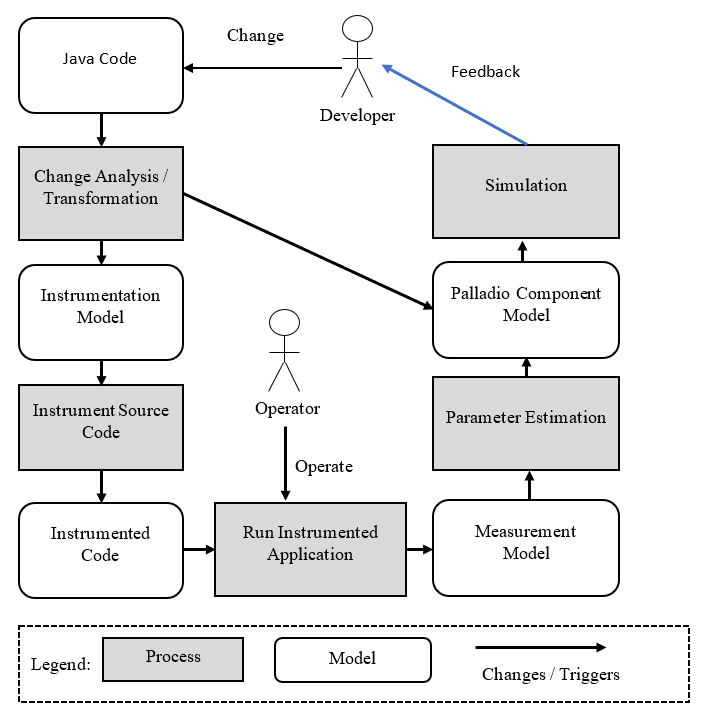 Java Code
Change
Developer
Feedback
Change Analysis /
Transformation
Simulation
Instrumentation
Model
Palladio Component
Model
Operator
Instrument Source
Code
Parameter Estimation
Operate
Instrumented
Code
Run Instrumented
Application
Measurement
Model
Legend:
Process
Model
Changes / Triggers